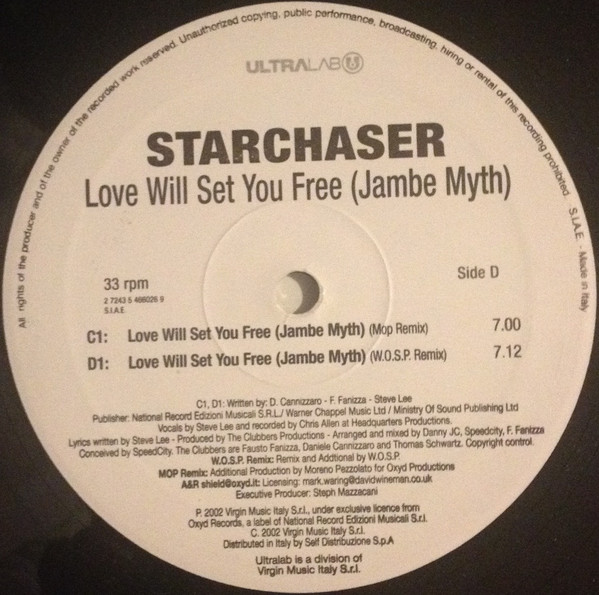 All rights of the producer and of the owner of the recorded work reserved. Unauthorized copying, public performance, broadcasting, hiring or rental of this recording prohibited. S.I.A.E. - Made in Italy
ULTRALAB
STARCHASER
Love Will Set You Free (Jambe Myth)
33 rpm
Side D
2 7243 5 466026 9
S.I.A.E.
C1: Love Will Set You Free (Jambe Myth) (Mop Remix) 7.00
D1: Love Will Set You Free (Jambe Myth) (W.O.S.P. Remix) 7.12
C1, D1: Written by: D. Cannizzaro - F. Fanizza - Steve Lee
Publisher: National Record Edizioni Musicali S.R.L./ Warner Chappel Music Ltd / Ministry Of Sound Publishing Ltd
Vocals by Steve Lee and recorded by Chris Allen at Headquarters Productions.
Lyrics written by Steve Lee - Produced by The Clubbers Productions - Arranged and mixed by Danny JC, Speedcity, F. Fanizza
Conceived by SpeedCity. The Clubbers are Fausto Fanizza, Daniele Cannizzaro and Thomas Schwartz. Copyright control.
W.O.S.P. Remix: Remix and Addtional by W.O.S.P.
MOP Remix: Additional Production by Moreno Pezzolato for Oxyd Productions
A&R shield@oxyd.it: Licensing: mark.waring@davidwineman.co.uk
Executive Producer: Steph Mazzacani
P. 2002 Virgin Music Italy S.r.l., under exclusive licence from
Oxyd Records, a label of National Record Edizioni Musicali S.r.l.
C. 2002 Virgin Music Italy S.r.l.
Distributed in Italy by Self Distribuzione S.p.A
Ultralab is a division of
Virgin Music Italy S.r.l.